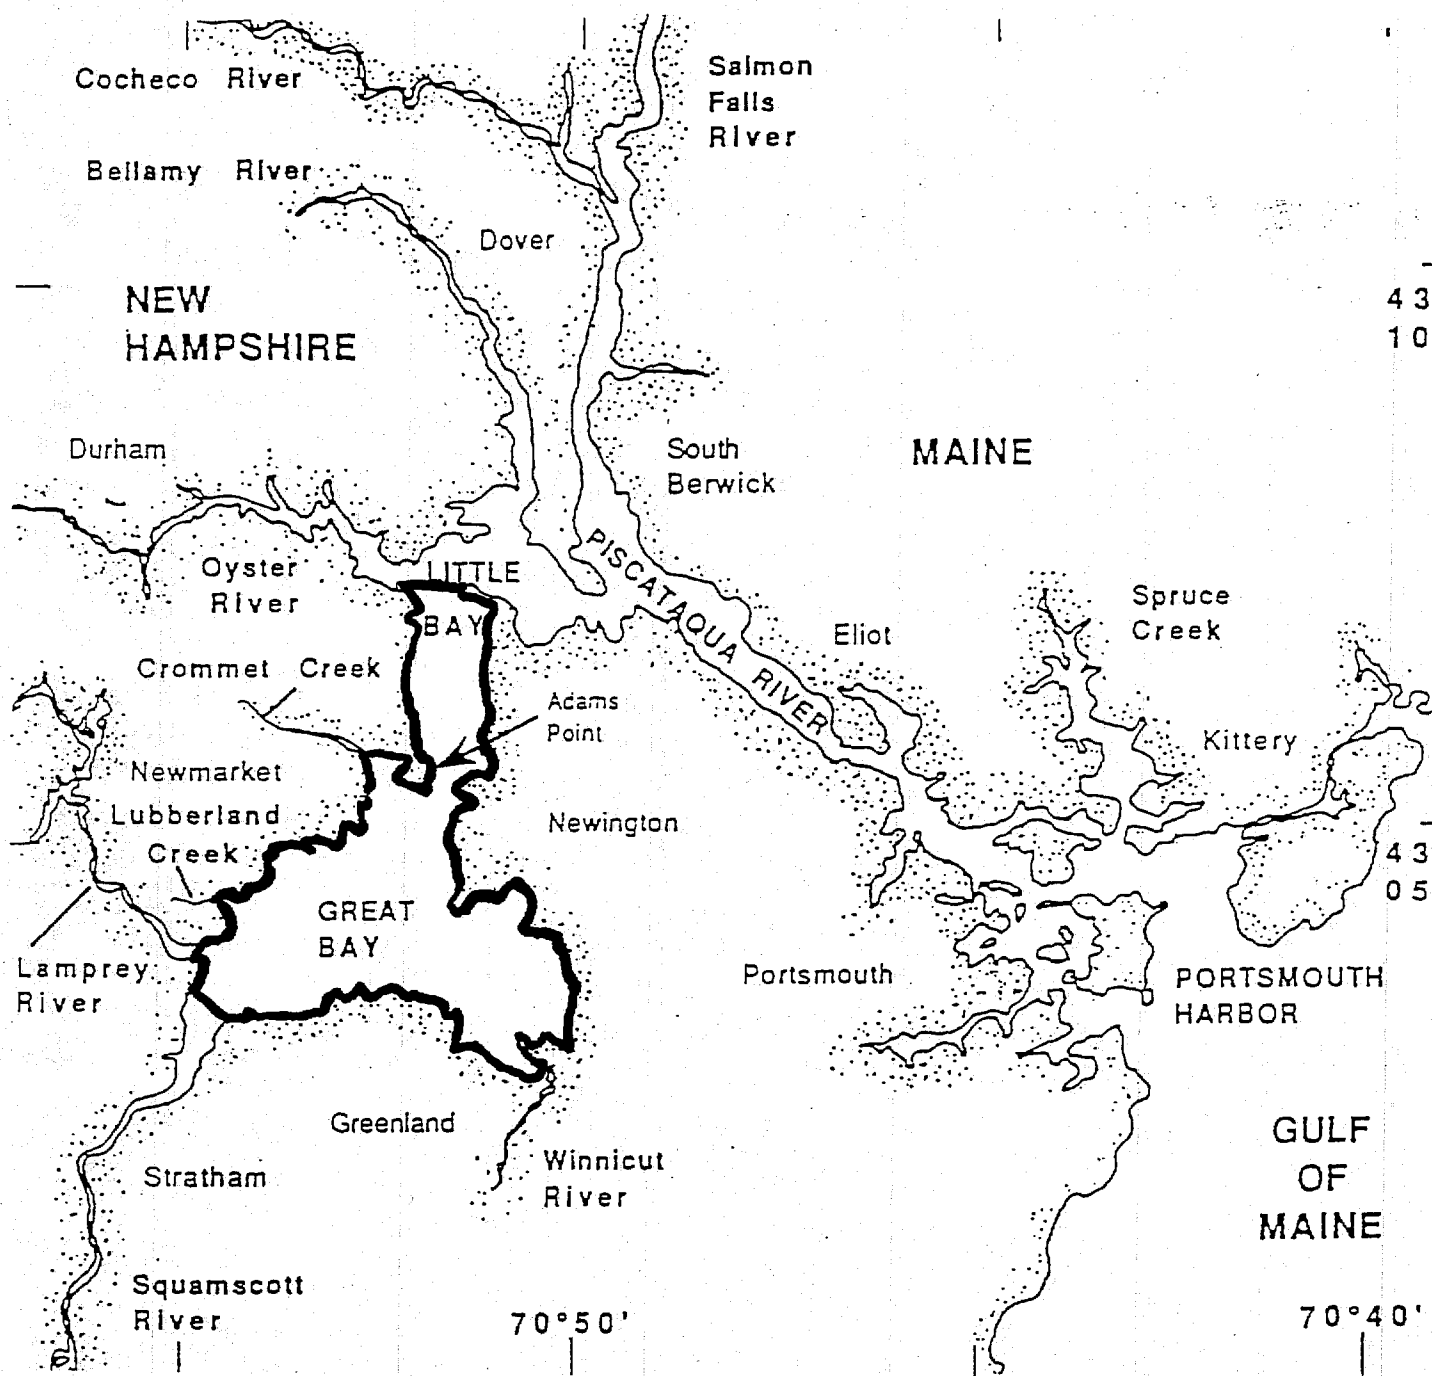 Cocheco River
Salmon
Falls
River
Bellamy River
Dover
NEW
HAMPSHIRE
43
10
Durham
South
Berwick
MAINE
PISCATAQUA RIVER
Oyster
River
LITTLE
BAY
Spruce
Creek
Eliot
Crommet Creek
Adams
Point
Kittery
Newmarket
Lubberland
Creek
Newington
43
05
GREAT
BAY
Lamprey
River
Portsmouth
PORTSMOUTH
HARBOR
Greenland
GULF
OF
MAINE
Stratham
Winnicut
River
Squamscott
River
70°50'
70°40'